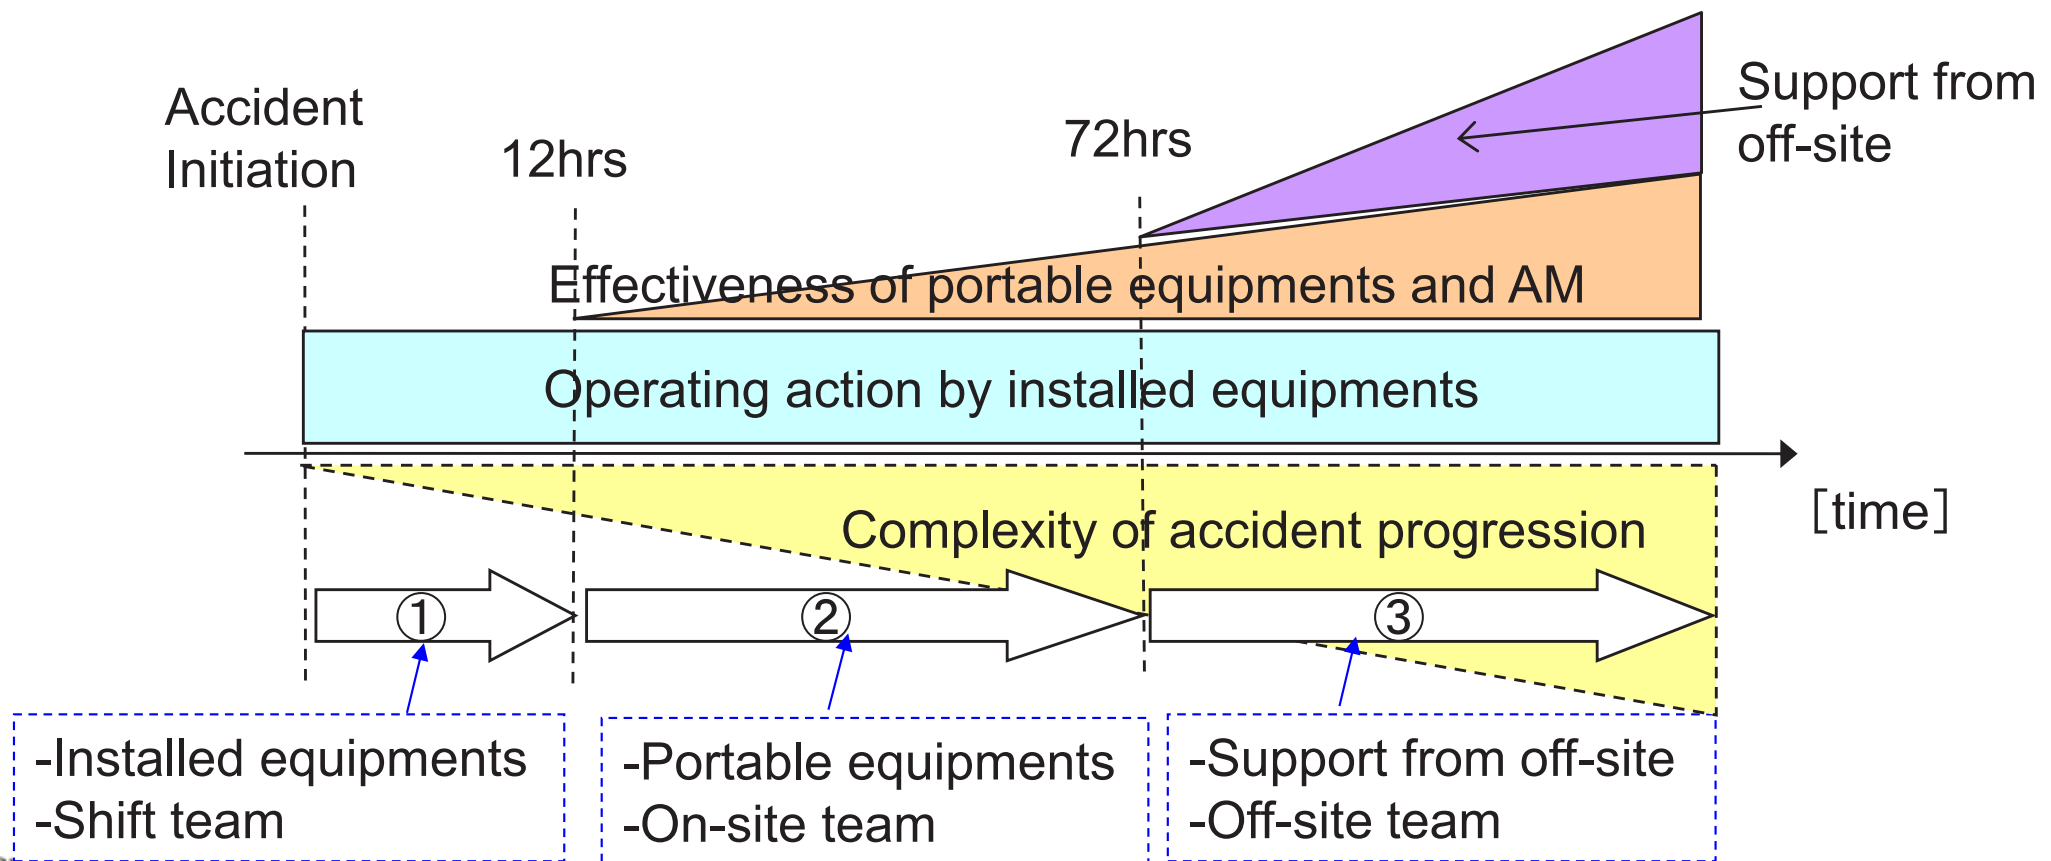 Accident
Initiation
12hrs
72hrs
Support from
off-site
Effectiveness of portable equipments and AM
Operating action by installed equipments
[time]
Complexity of accident progression
①
②
③
-Installed equipments
-Shift team
-Portable equipments
-On-site team
-Support from off-site
-Off-site team